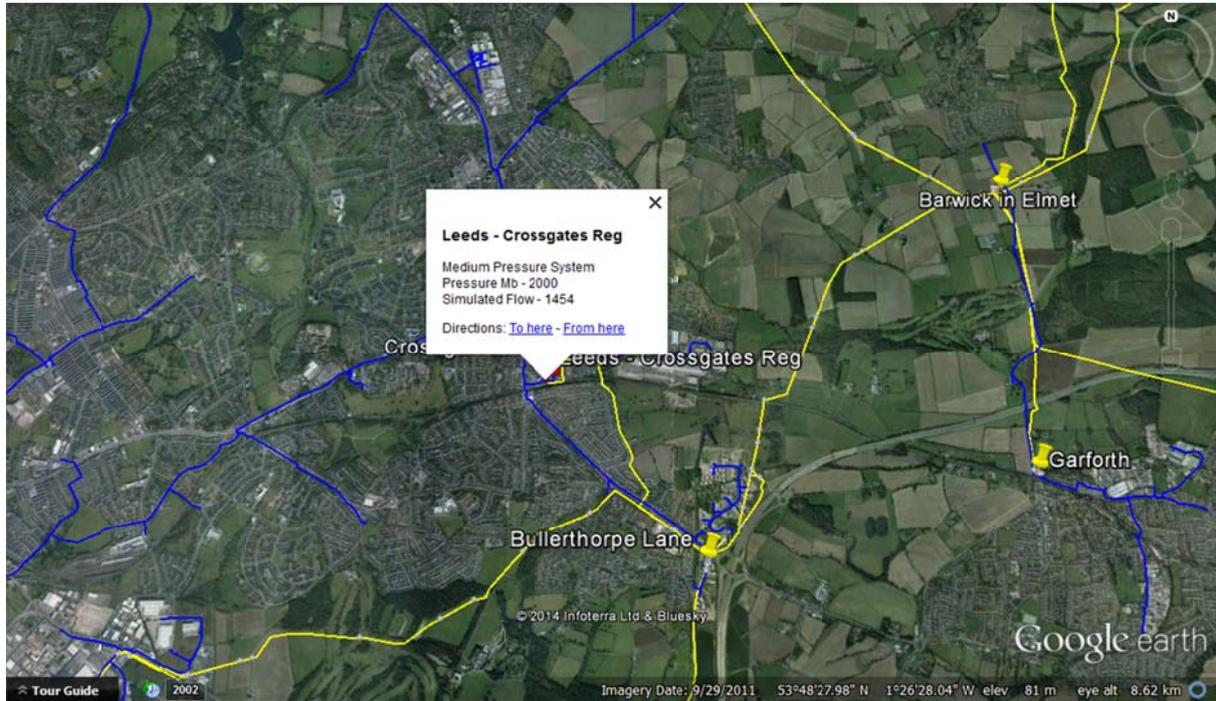 N
Barwick in Elmet
Leeds - Crossgates Reg
Medium Pressure System
Pressure Mb - 2000
Simulated Flow - 1454
Directions: To here - From here
Cros
Leeds - Crossgates Reg
Garforth
Bullerthorpe Lane
© 2014 Infoterra Ltd & Bluesky
Google earth
Tour Guide
2002
Imagery Date: 9/29/2011 53°48'27.98" N 1°26'28.04" W elev 81 m eye alt 8.62 km